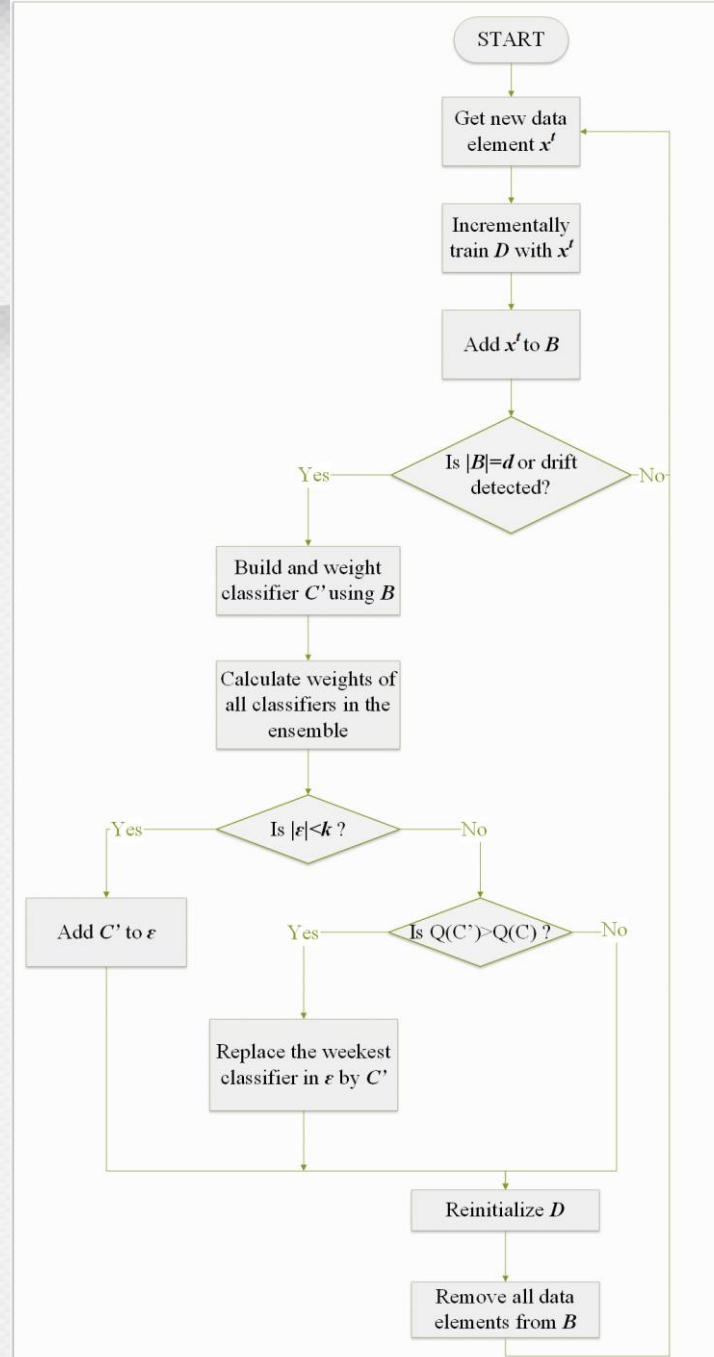 START
Get new data
element x^t
Incrementally
train D with x^t
Add x^t to B
Is |B|=d or drift
detected?
Yes
No
Build and weight
classifier C’ using B
Calculate weights of
all classifiers in the
ensemble
Is |ε|<k ?
Yes
No
Add C’ to ε
Is Q(C’)>Q(C) ?
Yes
No
Replace the weekest
classifier in ε by C’
Reinitialize D
Remove all data
elements from B